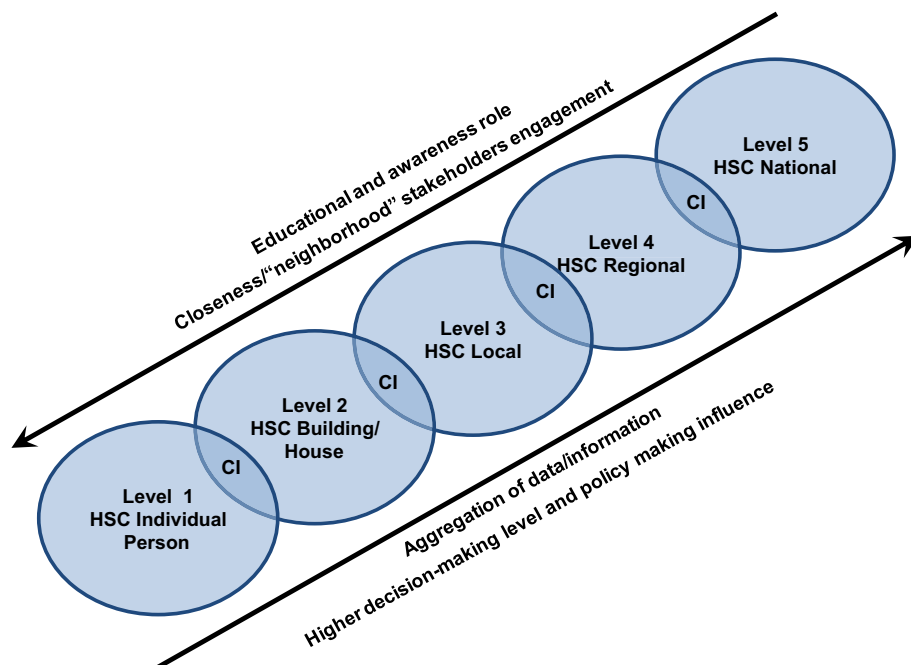 Educational and awareness role
Closeness/“neighborhood” stakeholders engagement
Level 5
HSC National
CI
Level 4
HSC Regional
CI
Level 3
HSC Local
CI
Level 2
HSC Building/
House
CI
Level 1
HSC Individual
Person
Aggregation of data/information
Higher decision-making level and policy making influence